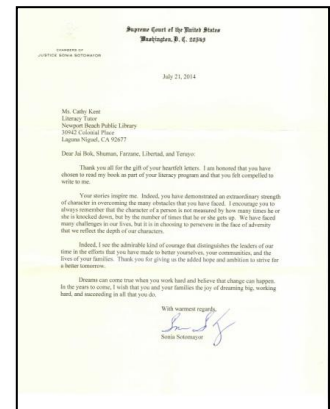 Supreme Court of the United States
Washington, D. C. 20543
CHAMBERS OF
JUSTICE SONIA SOTOMAYOR
July 21, 2014
Ms. Cathy Kent
Literacy Tutor
Newport Beach Public Library
30942 Colonial Place
Laguna Niguel, CA 92677
Dear Jai Bok, Shuman, Farzane, Libertad, and Terayo:
Thank you all for the gift of your heartfelt letters. I am honored that you have
chosen to read my book as part of your literacy program and that you felt compelled to
write to me.
Your stories inspire me. Indeed, you have demonstrated an extraordinary strength
of character in overcoming the many obstacles that you have faced. I encourage you to
always remember that the character of a person is not measured by how many times he or
she is knocked down, but by the number of times that he or she gets up. We have faced
many challenges in our lives, but it is in choosing to persevere in the face of adversity
that we reflect the depth of our characters.
Indeed, I see the admirable kind of courage that distinguishes the leaders of our
time in the efforts that you have made to better yourselves, your communities, and the
lives of your families. Thank you for giving us the added hope and ambition to strive for
a better tomorrow.
Dreams can come true when you work hard and believe that change can happen.
In the years to come, I wish that you and your families the joy of dreaming big, working
hard, and succeeding in all that you do.
With warmest regards,
Sonia Sotomayor